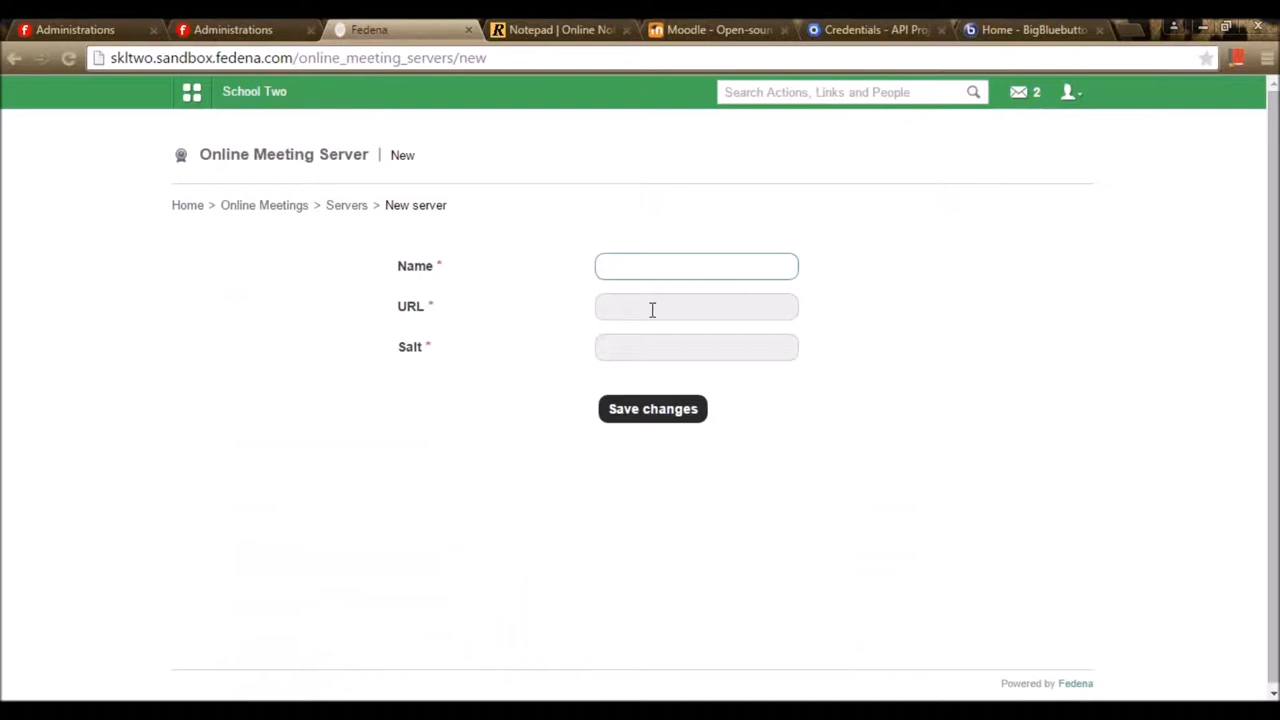 Administrations
Administrations
Fedena
Notepad | Online No
Moodle - Open-sour
Credentials - API Proj
Home - BigBluebutto
skltwo.sandbox.fedena.com/online_meeting_servers/new
School Two
Search Actions, Links and People
2
Online Meeting Server | New
Home > Online Meetings > Servers > New server
Name *
URL *
Salt *
Save changes
Powered by Fedena